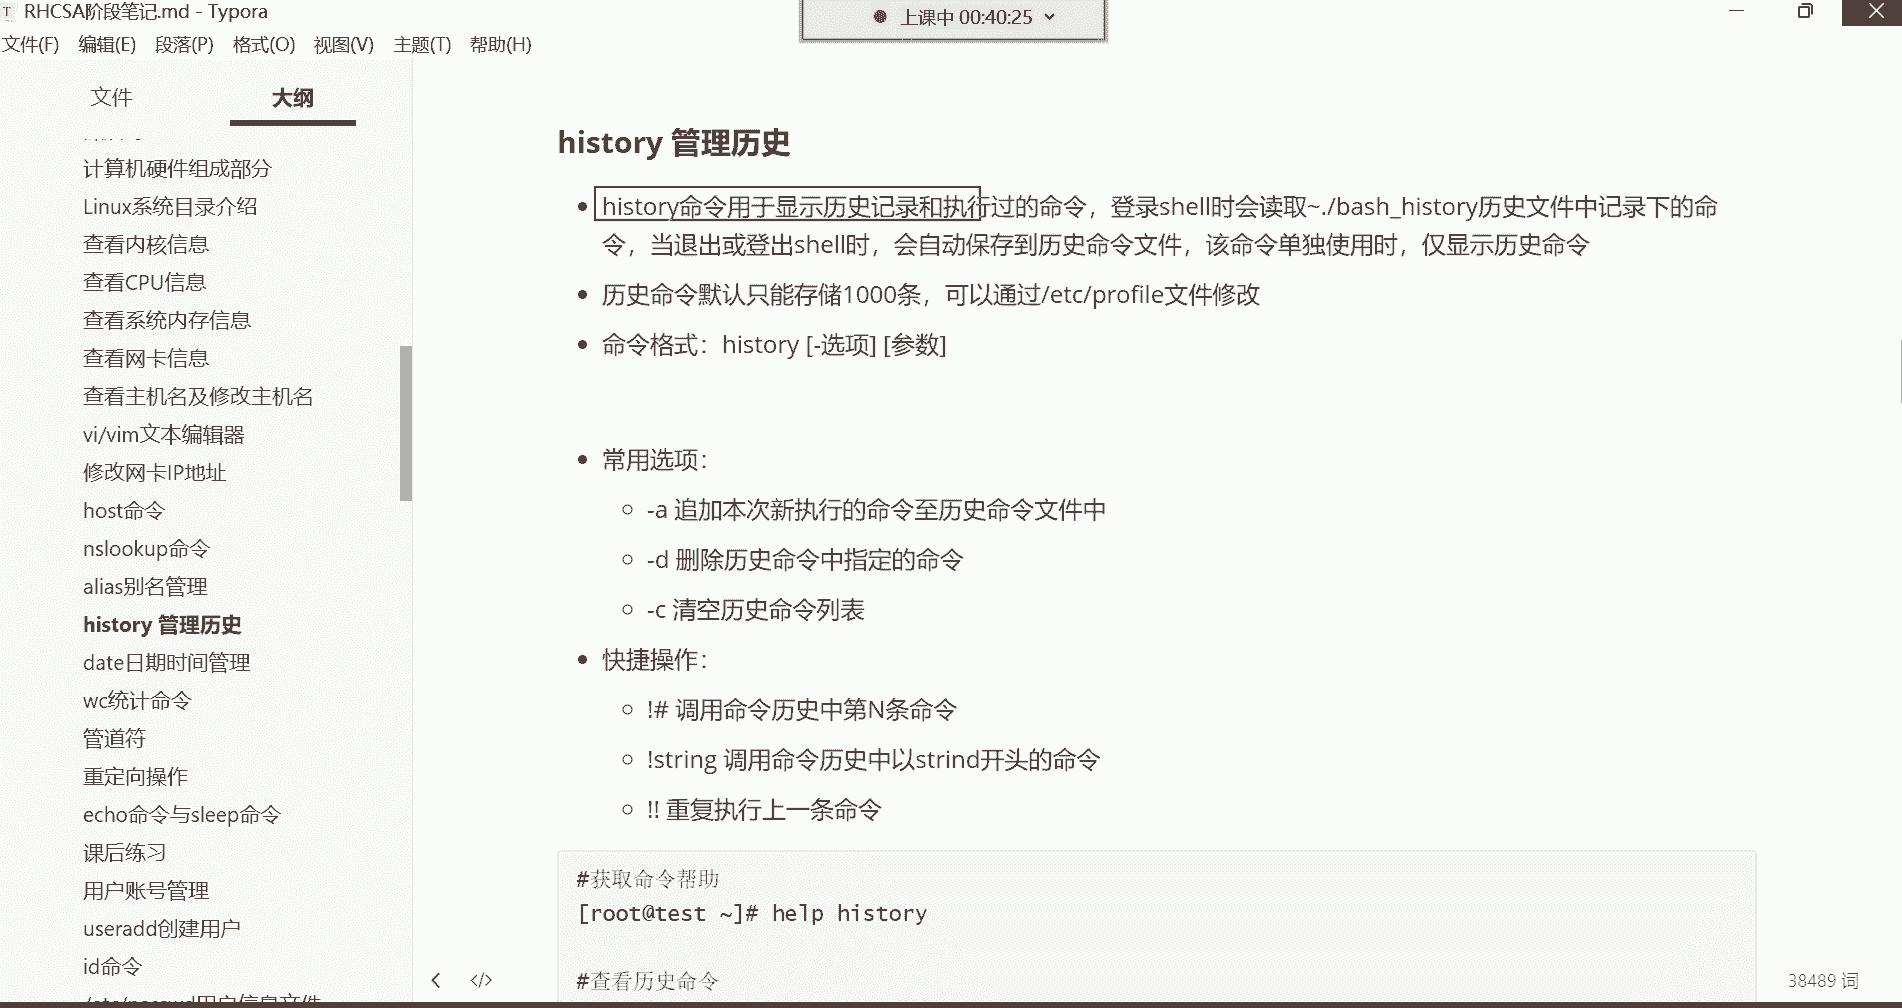 RHCSA阶段笔记.md - Typora
上课中 00:40:25
文件(F) 编辑(E) 段落(P) 格式(O) 视图(V) 主题(T) 帮助(H)
文件 大纲
计算机硬件组成部分
Linux系统目录介绍
查看内核信息
查看CPU信息
查看系统内存信息
查看网卡信息
查看主机名及修改主机名
vi/vim文本编辑器
修改网卡IP地址
host命令
nslookup命令
alias别名管理
history 管理历史
date日期时间管理
wc统计命令
管道符
重定向操作
echo命令与sleep命令
课后练习
用户账号管理
useradd创建用户
id命令
/etc/passwd用户信息文件
history 管理历史
history命令用于显示历史记录和执行过的命令，登录shell时会读取~./bash_history历史文件中记录下的命
令，当退出或登出shell时，会自动保存到历史命令文件，该命令单独使用时，仅显示历史命令
历史命令默认只能存储1000条，可以通过/etc/profile文件修改
命令格式：history [-选项] [参数]
常用选项：
-a 追加本次新执行的命令至历史命令文件中
-d 删除历史命令中指定的命令
-c 清空历史命令列表
快捷操作：
!# 调用命令历史中第N条命令
!string 调用命令历史中以strind开头的命令
!! 重复执行上一条命令
#获取命令帮助
[root@test ~]# help history
#查看历史命令
38489 词